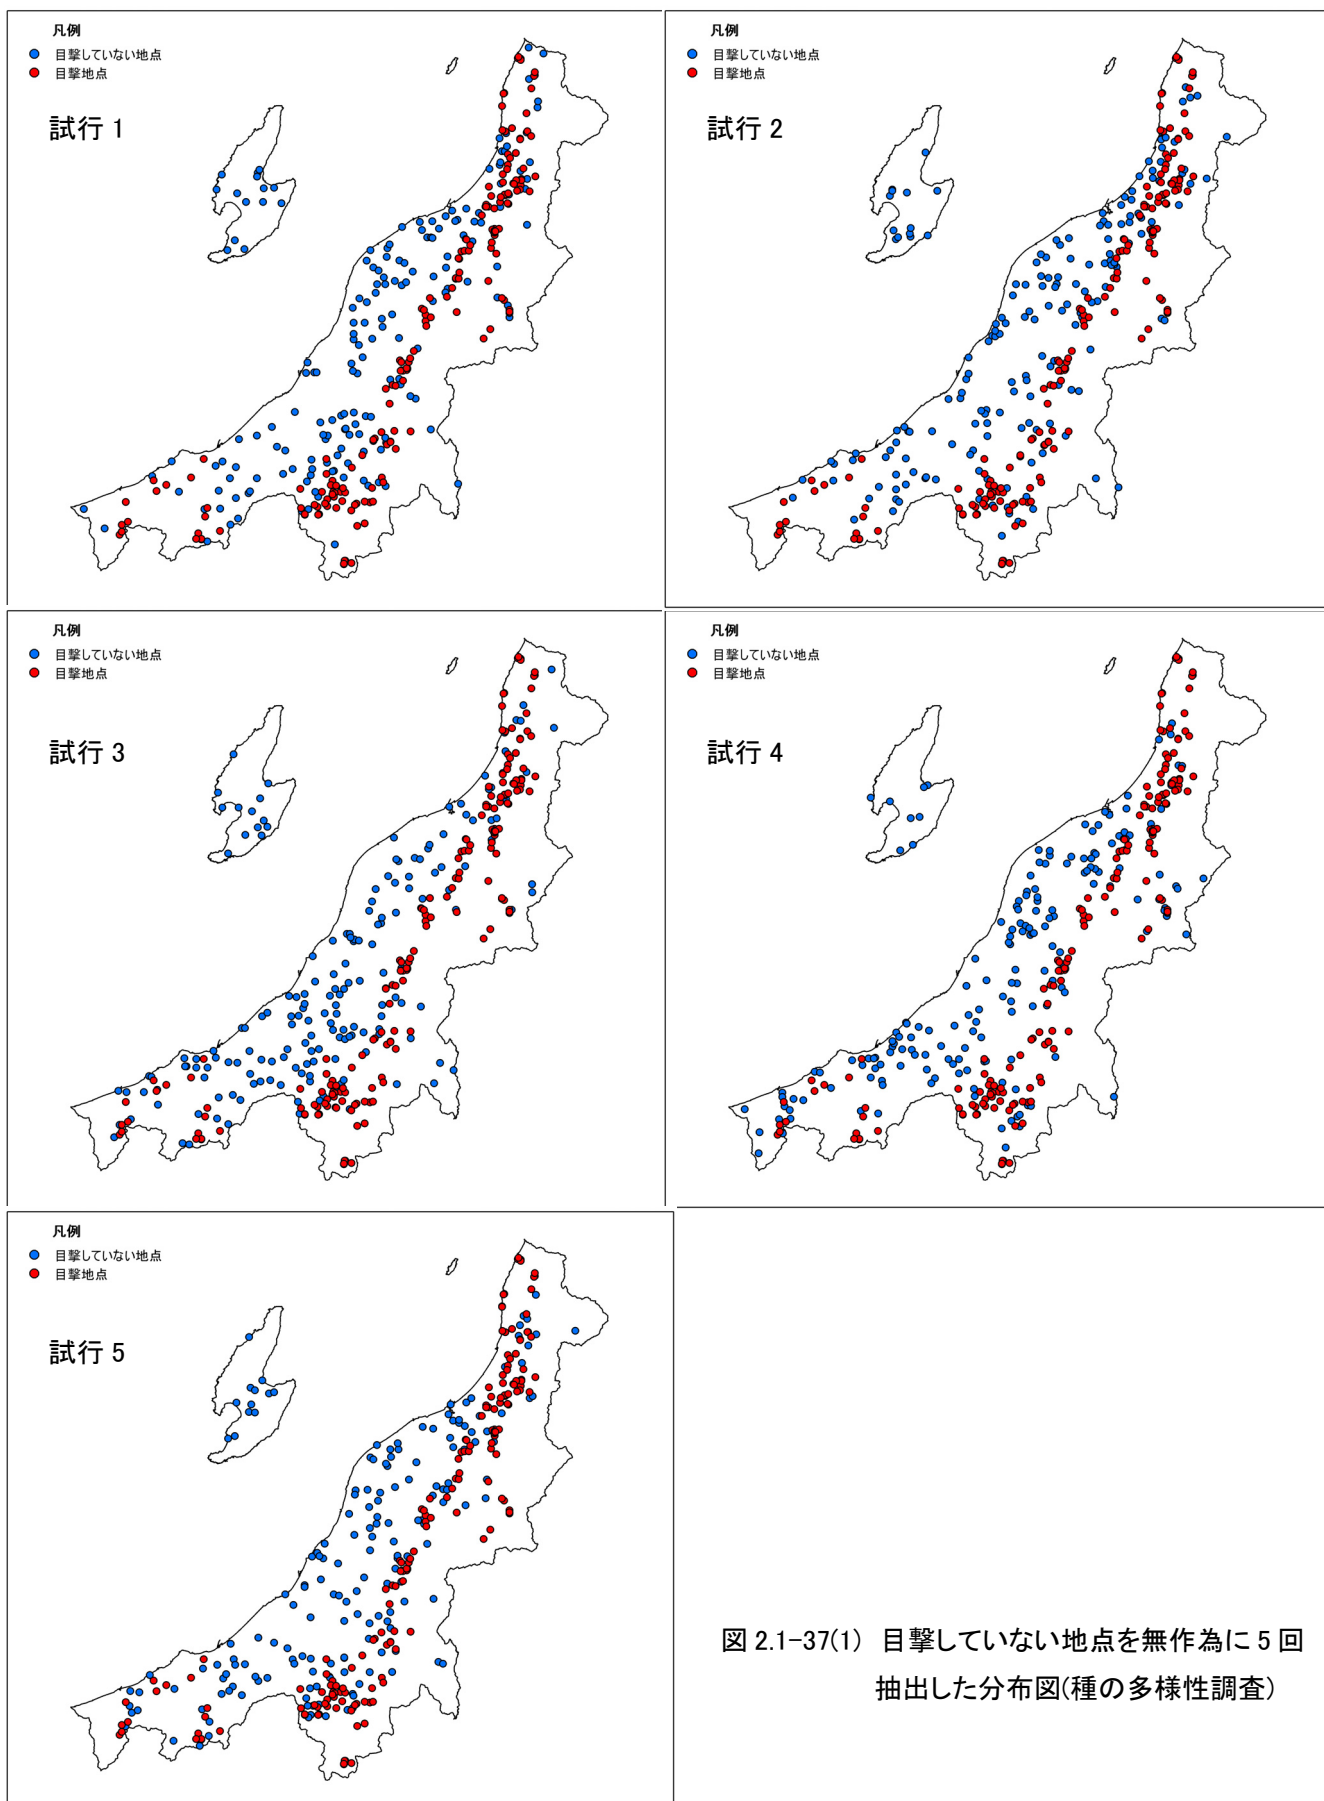 凡例
目撃していない地点
目撃地点
試行 1
凡例
目撃していない地点
目撃地点
試行 2
凡例
目撃していない地点
目撃地点
試行 3
凡例
目撃していない地点
目撃地点
試行 4
凡例
目撃していない地点
目撃地点
試行 5
図 2.1-37(1) 目撃していない地点を無作為に 5 回
抽出した分布図(種の多様性調査)